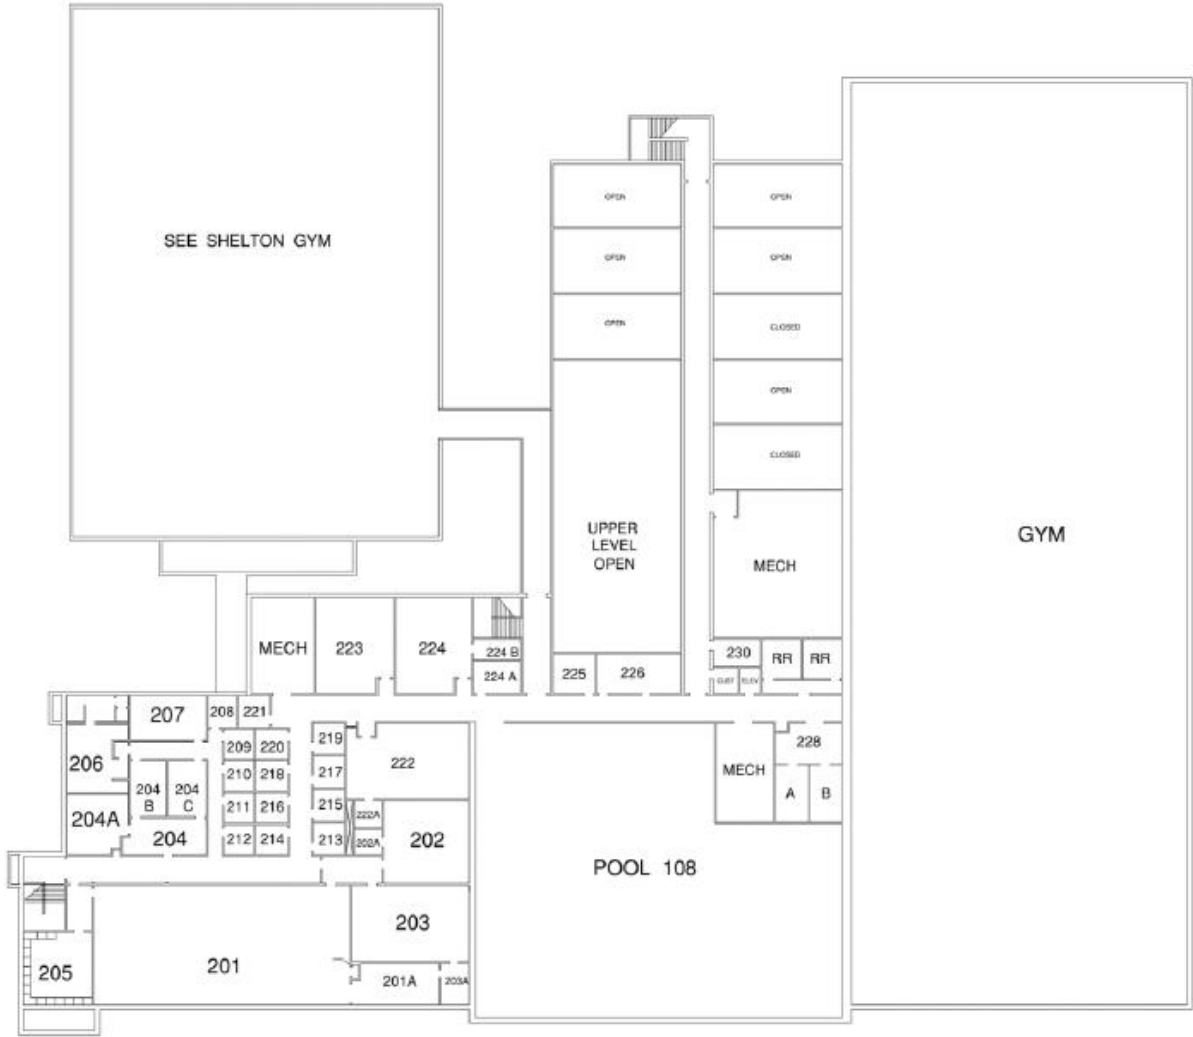 OPEN
OPEN
SEE SHELTON GYM
OPEN
OPEN
OPEN
CLOSED
OPEN
CLOSED
UPPER
LEVEL
OPEN
GYM
MECH
MECH
223
224
224 B
224 A
225
226
230
RR
RR
CUST
ELEV
207
208
221
206
209
220
219
222
228
210
218
217
MECH
204
B
204
C
A
B
211
216
215
222A
204A
204
212
214
213
202A
202
POOL 108
203
205
201
201A
203A